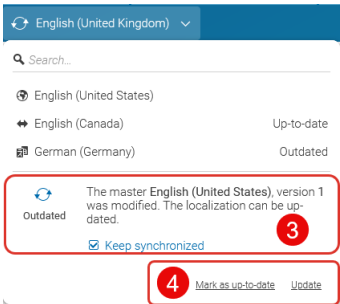 English (United Kingdom)
Search...
English (United States)
English (Canada) Up-to-date
German (Germany) Outdated
The master English (United States), version 1
was modified. The localization can be up-
dated.
Outdated
Keep synchronized
3
4
Mark as up-to-date Update